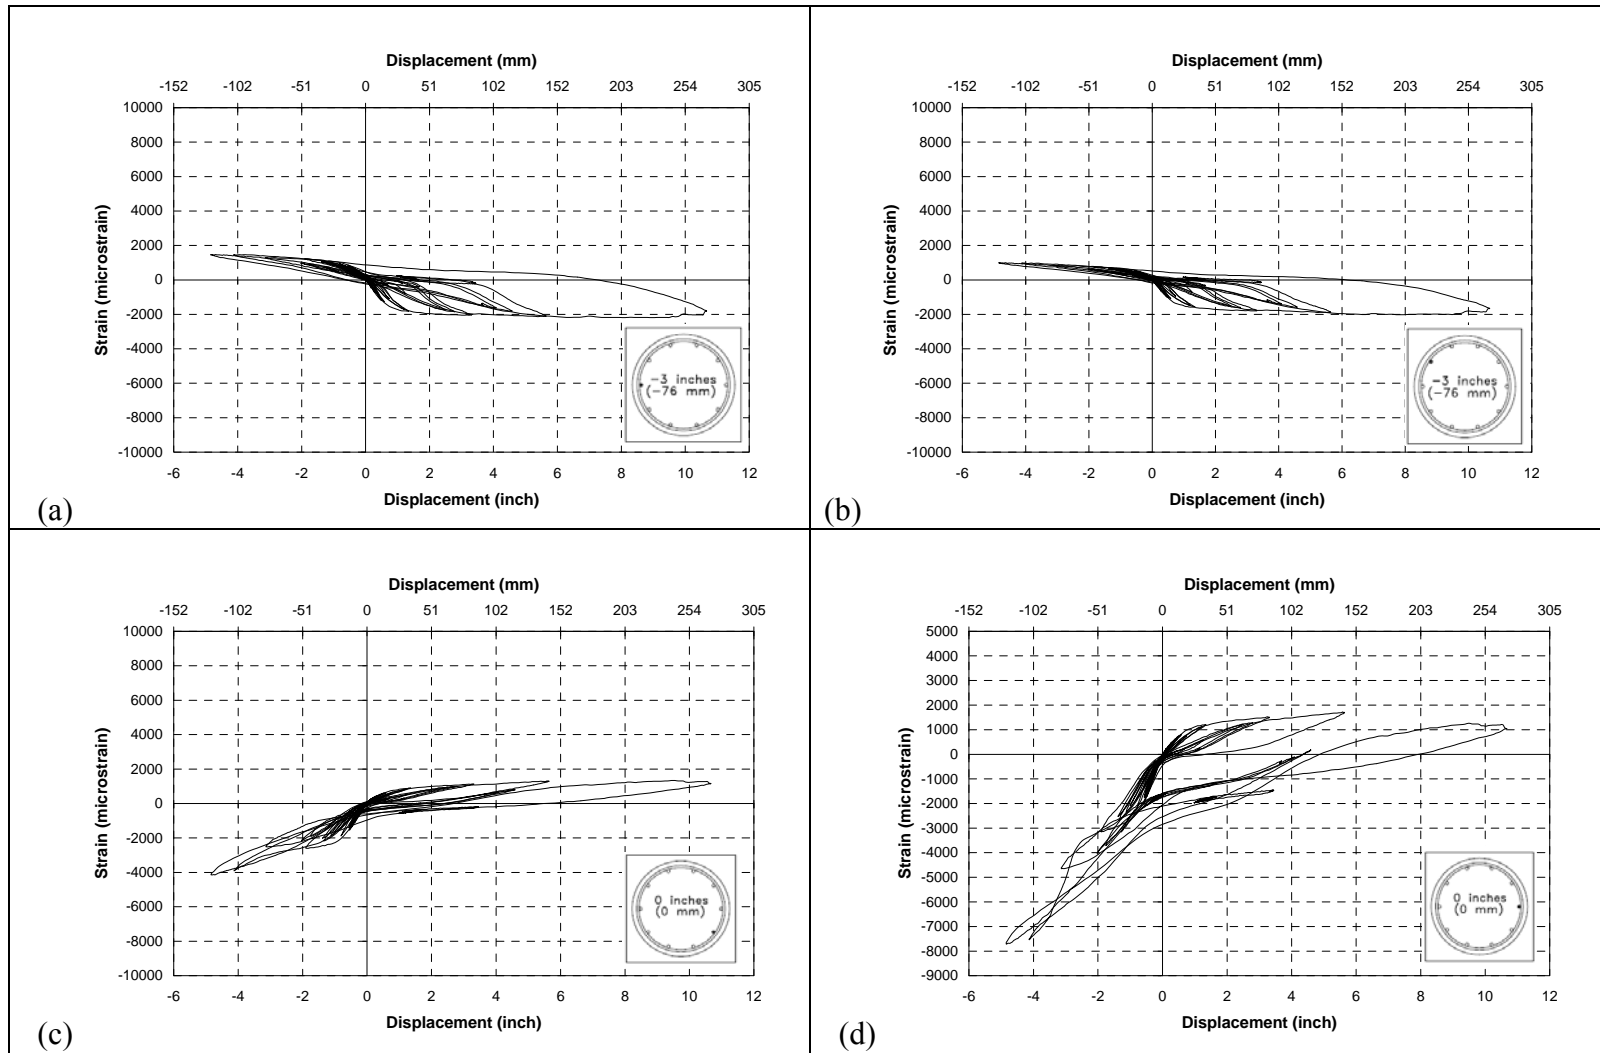 Displacement (mm)
-152 -102 -51 0 51 102 152 203 254 305
10000
8000
6000
4000
2000
0
-2000
-4000
-6000
-8000
-10000
Strain (microstrain)
-3 inches
(-76 mm)
-6 -4 -2 0 2 4 6 8 10 12
Displacement (inch)
(a)
Displacement (mm)
-152 -102 -51 0 51 102 152 203 254 305
10000
8000
6000
4000
2000
0
-2000
-4000
-6000
-8000
-10000
Strain (microstrain)
-3 inches
(-76 mm)
-6 -4 -2 0 2 4 6 8 10 12
Displacement (inch)
(b)
Displacement (mm)
-152 -102 -51 0 51 102 152 203 254 305
10000
8000
6000
4000
2000
0
-2000
-4000
-6000
-8000
-10000
Strain (microstrain)
0 inches
(0 mm)
-6 -4 -2 0 2 4 6 8 10 12
Displacement (inch)
(c)
Displacement (mm)
-152 -102 -51 0 51 102 152 203 254 305
5000
4000
3000
2000
1000
0
-1000
-2000
-3000
-4000
-5000
-6000
-7000
-8000
-9000
Strain (microstrain)
0 inches
(0 mm)
-6 -4 -2 0 2 4 6 8 10 12
Displacement (inch)
(d)